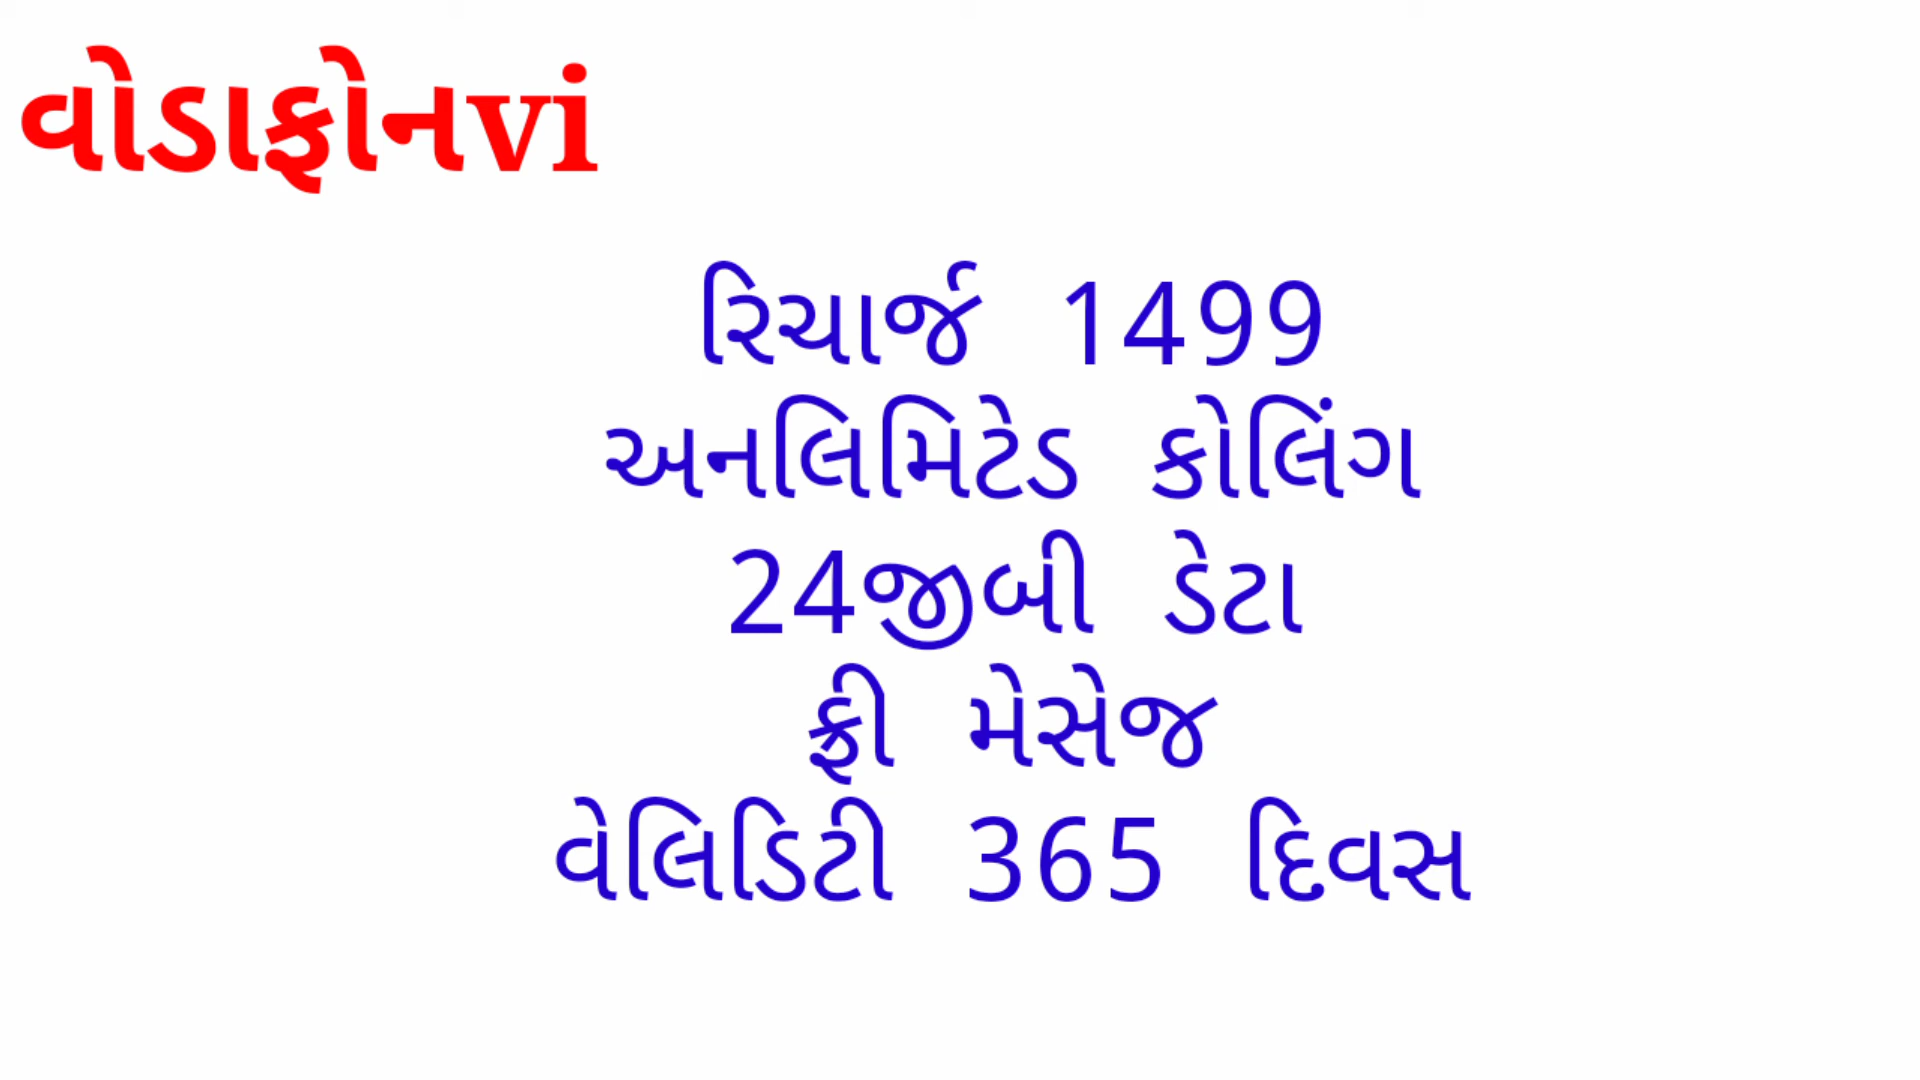 વોડાફોનvi
રિચાર્જ 1499
અનલિમિટેડ કોલિંગ
24જીબી ડેટા
ફ્રી મેસેજ
વેલિડિટી 365 દિવસ